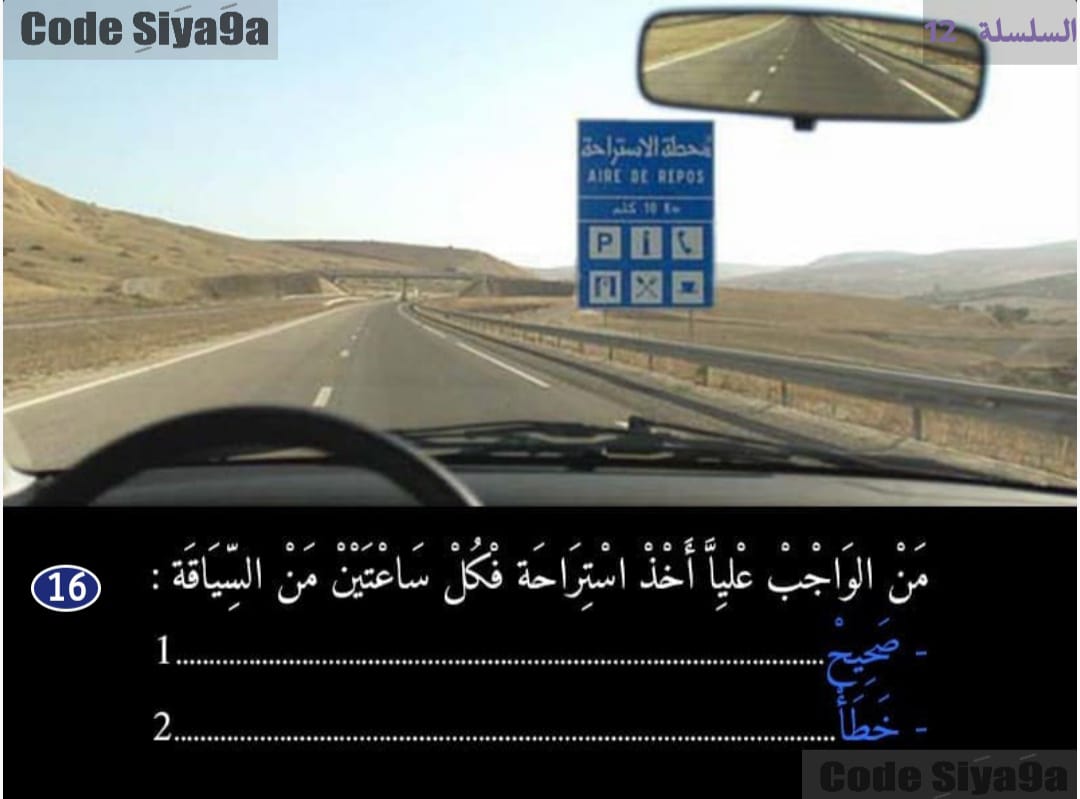 Code Siya9a
السلسلة 12
محطة الاستراحة
AIRE DE REPOS
10 Km كلم
P i
16
مَنْ الوَاجْبْ عْلِيَّا أَخْذْ اسْتِرَاحَة فْكُلْ سَاعْتَيْنْ مَنْ السِّيَاقَة :
- صَحِيحْ 1
- خَطَأْ 2
Code Siya9a